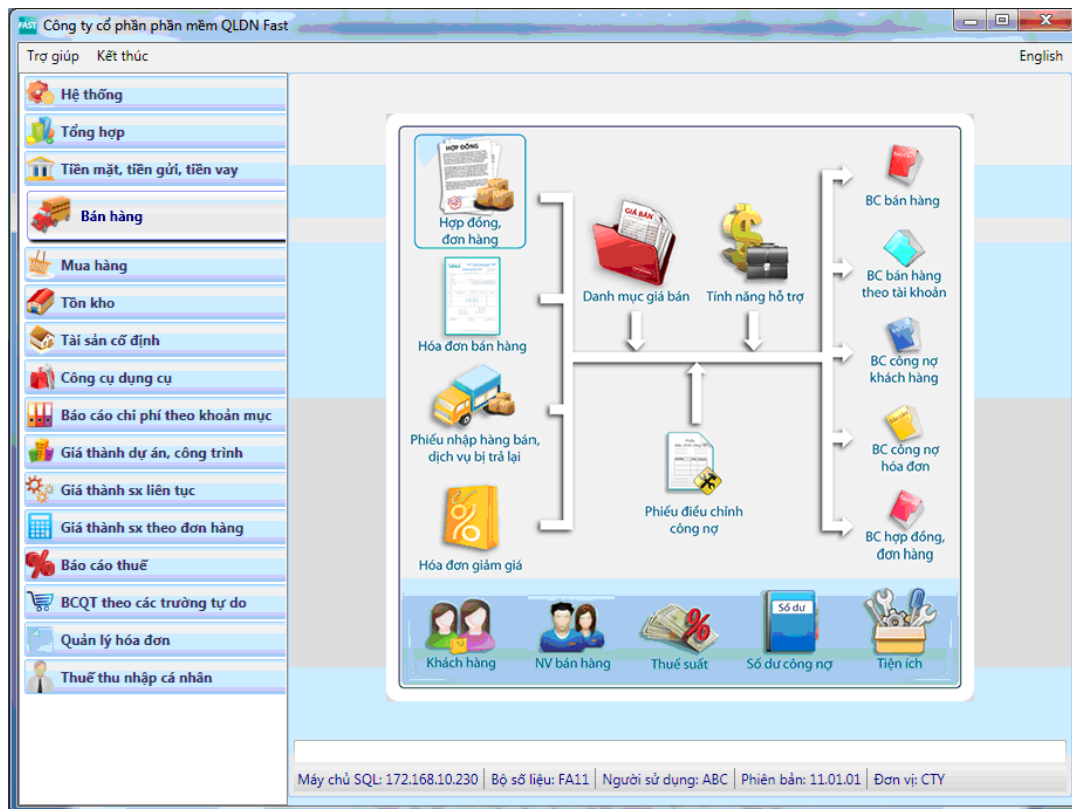 FAST Công ty cổ phần phần mềm QLDN Fast
Trợ giúp Kết thúc English
Hệ thống
Tổng hợp
Tiền mặt, tiền gửi, tiền vay
Bán hàng
Mua hàng
Tồn kho
Tài sản cố định
Công cụ dụng cụ
Báo cáo chi phí theo khoản mục
Giá thành dự án, công trình
Giá thành sx liên tục
Giá thành sx theo đơn hàng
Báo cáo thuế
BCQT theo các trường tự do
Quản lý hóa đơn
Thuế thu nhập cá nhân
HỢP ĐỒNG
Hợp đồng,
đơn hàng
Hóa đơn bán hàng
Phiếu nhập hàng bán,
dịch vụ bị trả lại
Hóa đơn giảm giá
GIÁ BÁN
Danh mục giá bán
Tính năng hỗ trợ
Phiếu điều chỉnh
công nợ
BC bán hàng
BC bán hàng
theo tài khoản
BC công nợ
khách hàng
BC công nợ
hóa đơn
BC hợp đồng,
đơn hàng
Khách hàng
NV bán hàng
Thuế suất
Số dư
Số dư công nợ
Tiện ích
Máy chủ SQL: 172.168.10.230 Bộ số liệu: FA11 Người sử dụng: ABC Phiên bản: 11.01.01 Đơn vị: CTY